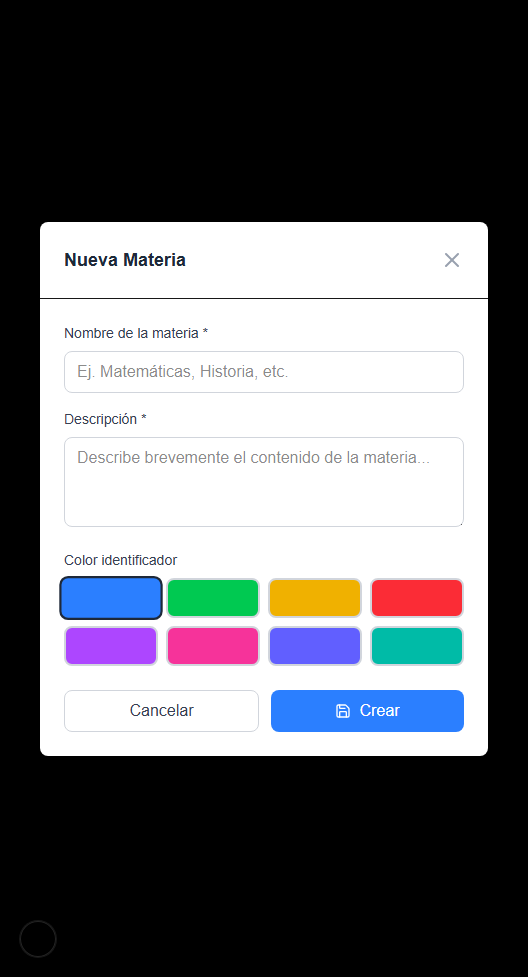 Nueva Materia
Nombre de la materia *
Ej. Matemáticas, Historia, etc.
Descripción *
Describe brevemente el contenido de la materia...
Color identificador
Cancelar
Crear